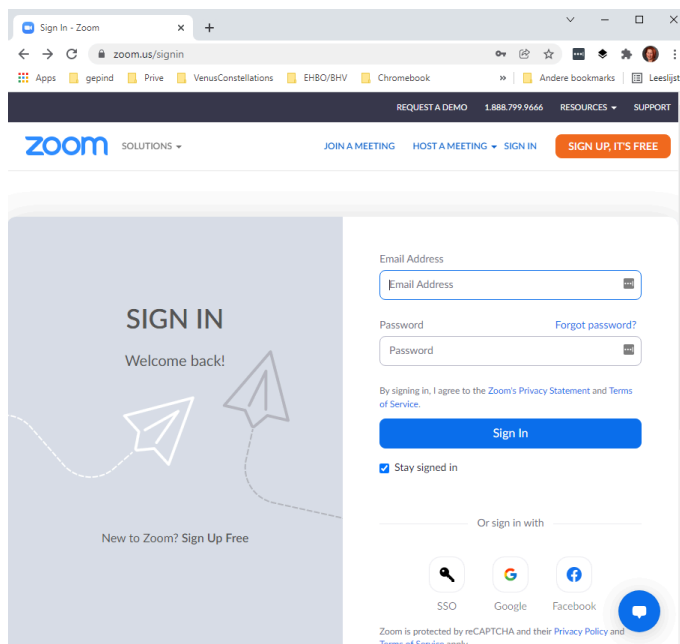 Sign In - Zoom
zoom.us/signin
Apps gepind Prive VenusConstellations EHBO/BHV Chromebook » Andere bookmarks Leeslijst
REQUEST A DEMO 1.888.799.9666 RESOURCES SUPPORT
zoom SOLUTIONS JOIN A MEETING HOST A MEETING SIGN IN SIGN UP, IT'S FREE
SIGN IN
Welcome back!
New to Zoom? Sign Up Free
Email Address
Email Address
Password Forgot password?
Password
By signing in, I agree to the Zoom's Privacy Statement and Terms
of Service.
Sign In
Stay signed in
Or sign in with
SSO Google Facebook
Zoom is protected by reCAPTCHA and their Privacy Policy and
Terms of Service apply.